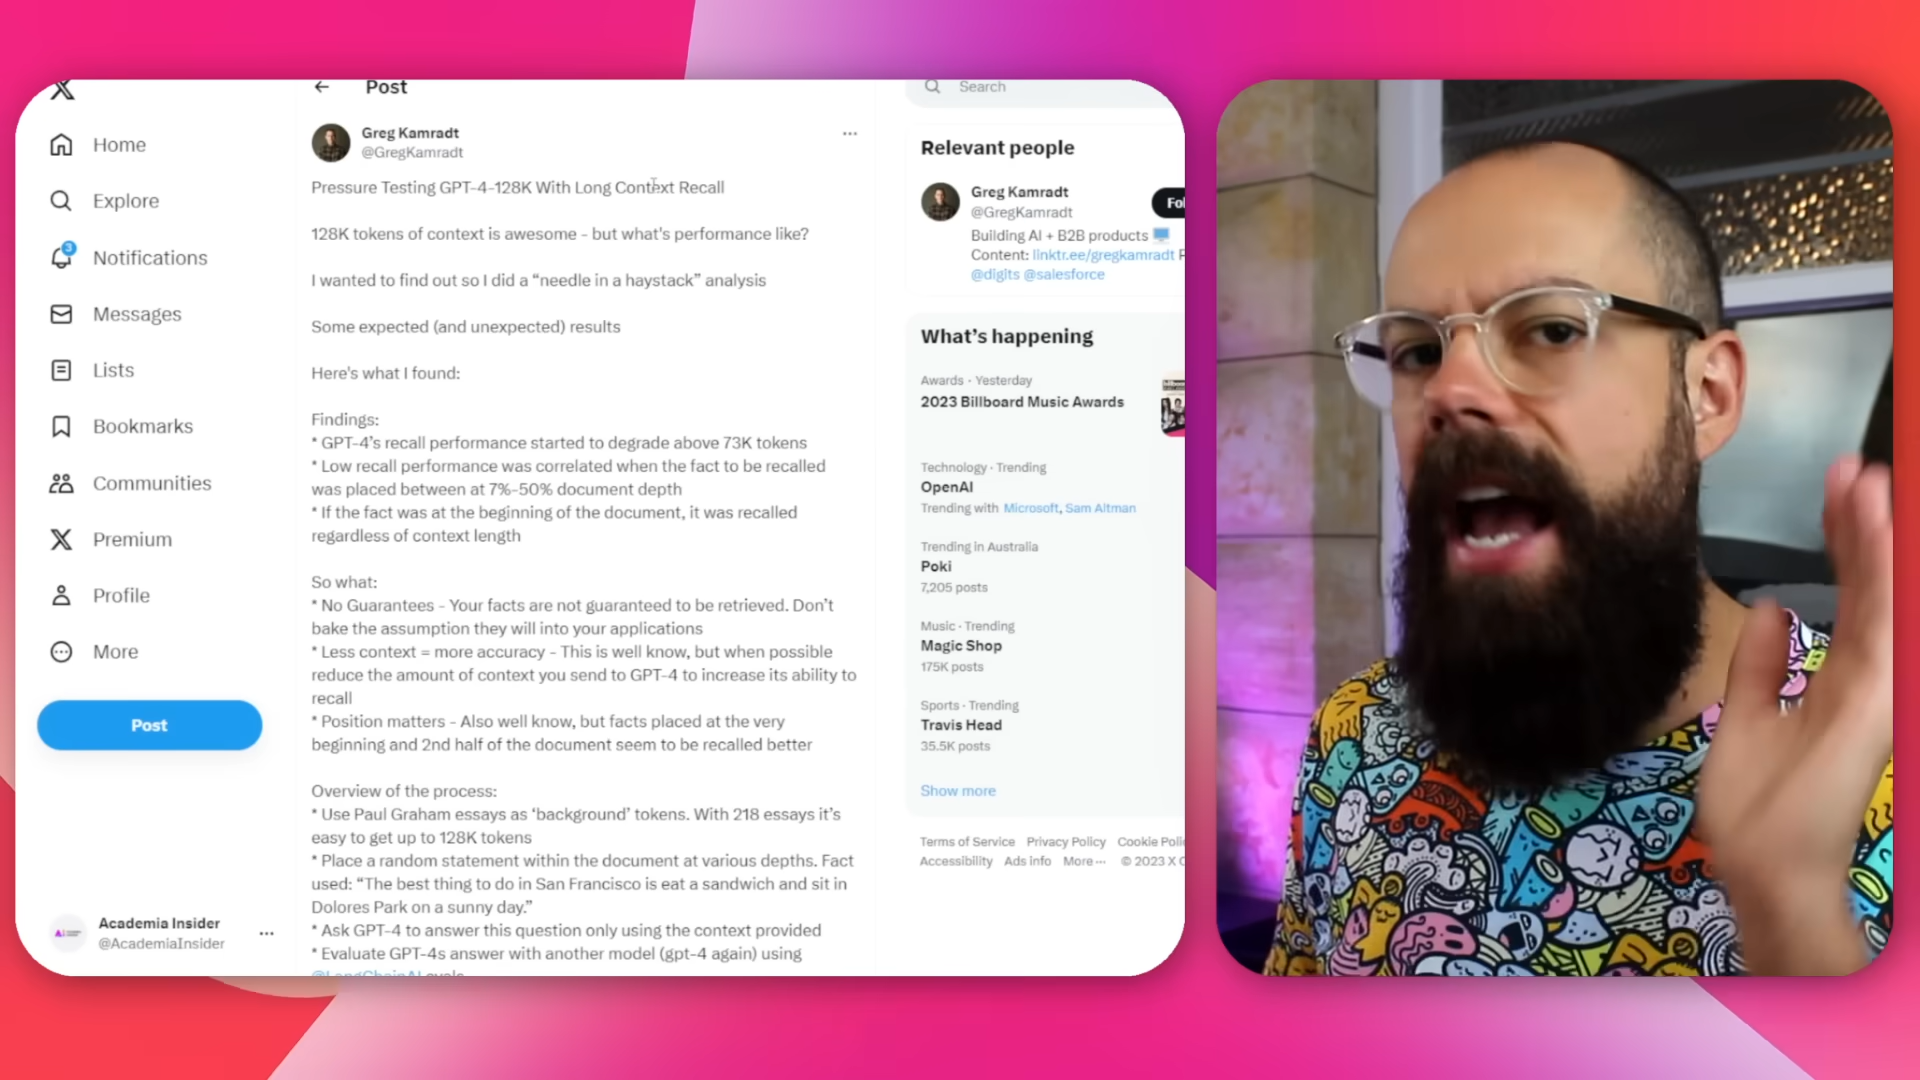 Home
Explore
3
Notifications
Messages
Lists
Bookmarks
Communities
Premium
Profile
More
Post
Academia Insider
@AcademiaInsider
Post
Greg Kamradt
@GregKamradt
Pressure Testing GPT-4-128K With Long Context Recall
128K tokens of context is awesome - but what's performance like?
I wanted to find out so I did a “needle in a haystack” analysis
Some expected (and unexpected) results
Here's what I found:
Findings:
* GPT-4’s recall performance started to degrade above 73K tokens
* Low recall performance was correlated when the fact to be recalled
was placed between at 7%-50% document depth
* If the fact was at the beginning of the document, it was recalled
regardless of context length
So what:
* No Guarantees - Your facts are not guaranteed to be retrieved. Don’t
bake the assumption they will into your applications
* Less context = more accuracy - This is well know, but when possible
reduce the amount of context you send to GPT-4 to increase its ability to
recall
* Position matters - Also well know, but facts placed at the very
beginning and 2nd half of the document seem to be recalled better
Overview of the process:
* Use Paul Graham essays as ‘background’ tokens. With 218 essays it’s
easy to get up to 128K tokens
* Place a random statement within the document at various depths. Fact
used: “The best thing to do in San Francisco is eat a sandwich and sit in
Dolores Park on a sunny day.”
* Ask GPT-4 to answer this question only using the context provided
* Evaluate GPT-4s answer with another model (gpt-4 again) using
@LangChainAI evals
Search
Relevant people
Greg Kamradt
@GregKamradt
Fol
Building AI + B2B products
Content: linktr.ee/gregkamradt
@digits @salesforce
What’s happening
Awards · Yesterday
2023 Billboard Music Awards
Technology · Trending
OpenAI
Trending with Microsoft, Sam Altman
Trending in Australia
Poki
7,205 posts
Music · Trending
Magic Shop
175K posts
Sports · Trending
Travis Head
35.5K posts
Show more
Terms of Service Privacy Policy Cookie Poli
Accessibility Ads info More ··· © 2023 X C